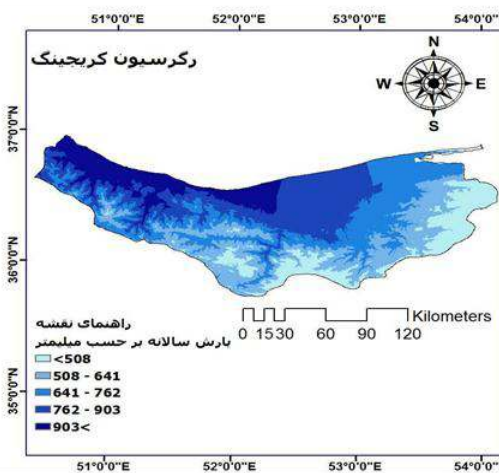 51°0'0"E 52°0'0"E 53°0'0"E 54°0'0"E
رگرسیون کریجینگ
N
W E
S
37°0'0"N
36°0'0"N
35°0'0"N
Kilometers
0 15 30 60 90 120
راهنمای نقشه
بارش سالانه بر حسب میلیمتر
<508
508 - 641
641 - 762
762 - 903
903<
51°0'0"E 52°0'0"E 53°0'0"E 54°0'0"E